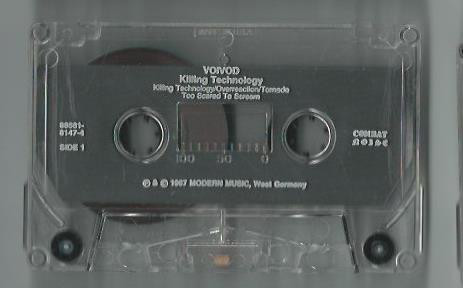 VOIVOD
Killing Technology
Killing Technology/Overreaction/Tornado
Too Scared To Scream
88561-
8147-4
SIDE 1
100 50 0
COMBAT
℗ & © 1987 MODERN MUSIC, West Germany